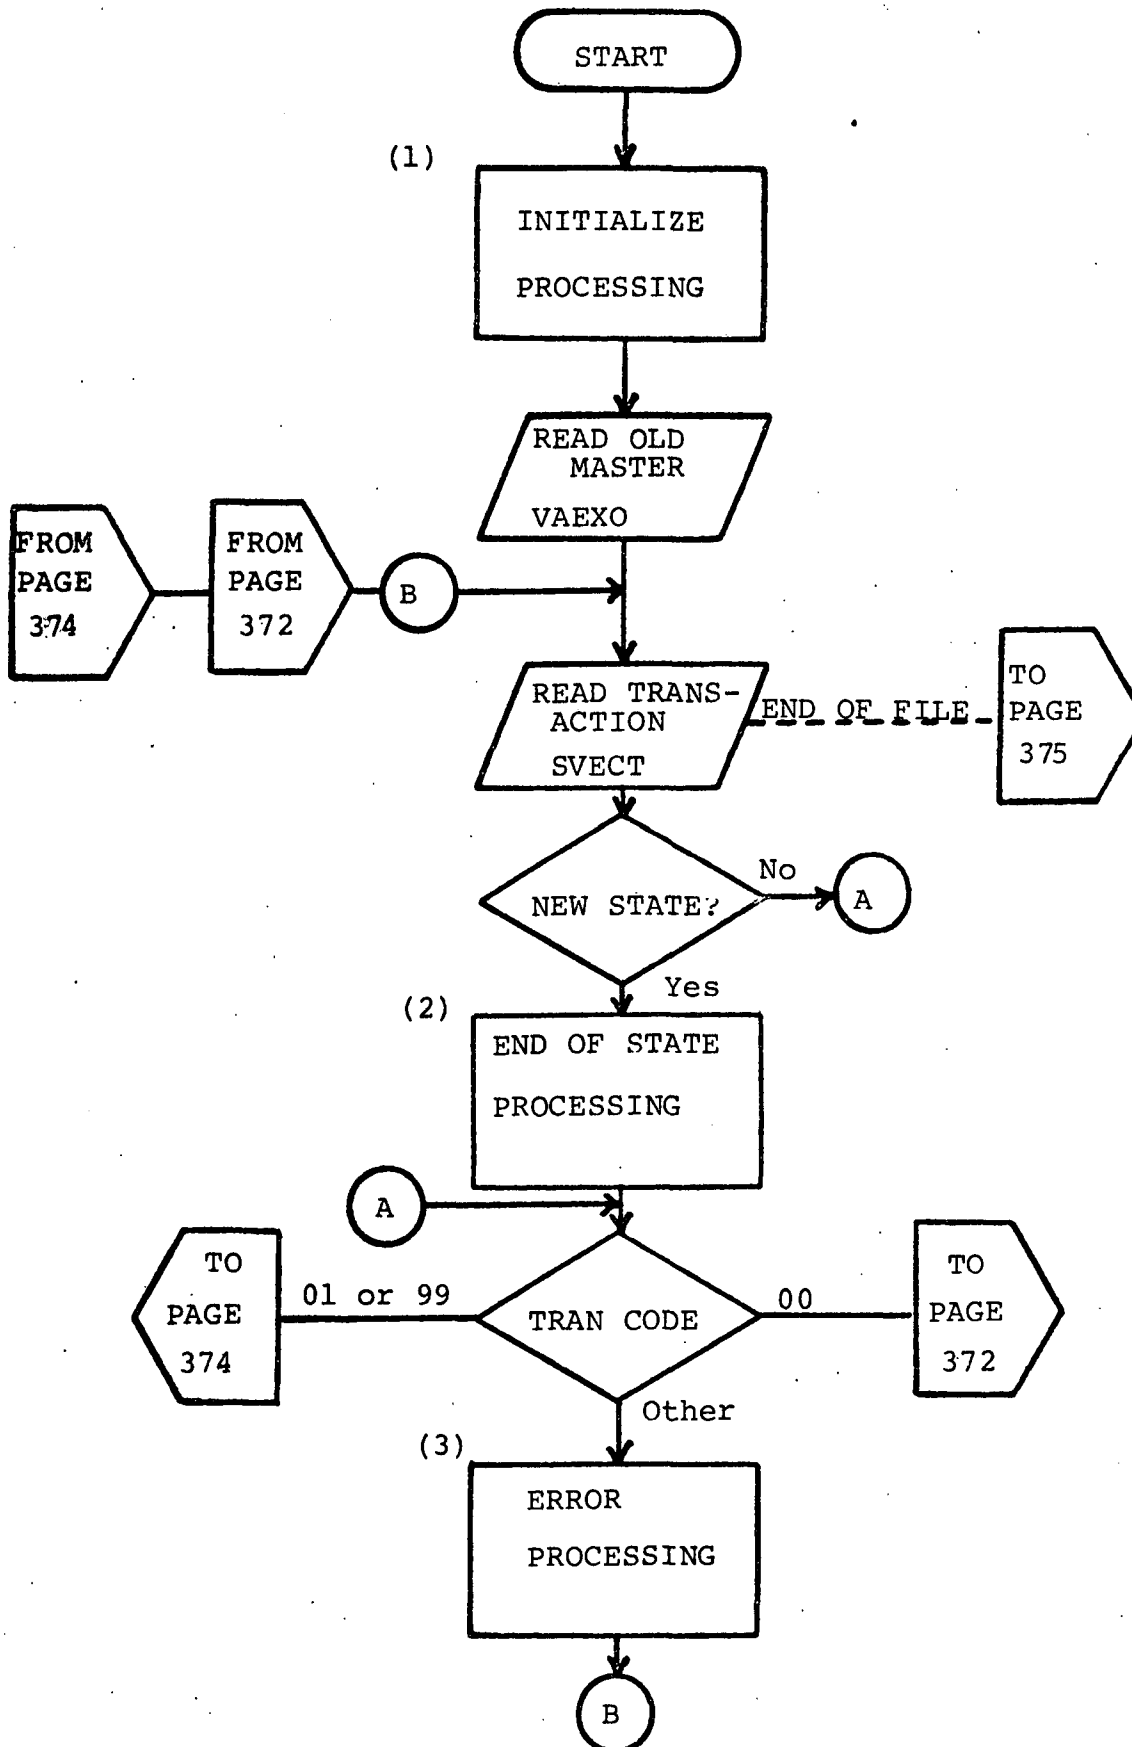 START
(1)
INITIALIZE
PROCESSING
READ OLD
MASTER
VAEXO
FROM
PAGE
374
FROM
PAGE
372
B
READ TRANS-
ACTION
SVECT
END OF FILE
TO
PAGE
375
NEW STATE?
No
A
Yes
(2)
END OF STATE
PROCESSING
A
TO
PAGE
374
01 or 99
TRAN CODE
00
TO
PAGE
372
Other
(3)
ERROR
PROCESSING
B